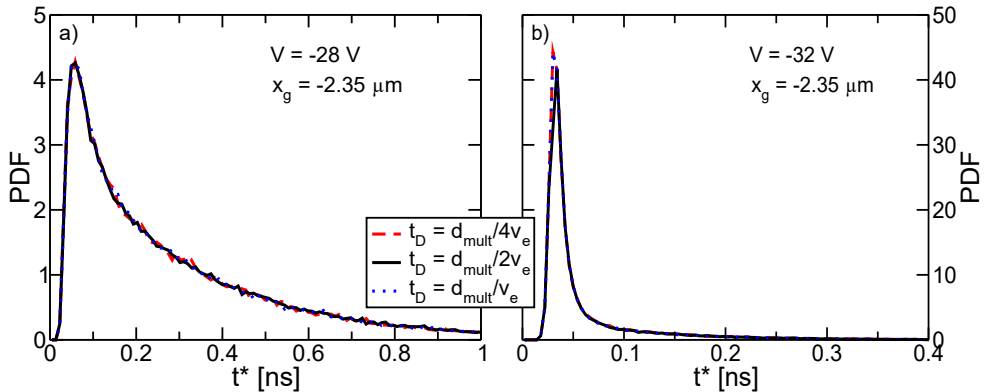 a)
V = -28 V
x_g = -2.35 μm
PDF
5
4
3
2
1
0
0 0.2 0.4 0.6 0.8 1
t* [ns]
t_D = d_mult/4v_e
t_D = d_mult/2v_e
t_D = d_mult/v_e
b)
V = -32 V
x_g = -2.35 μm
50
40
30
20
10
0
PDF
0 0.1 0.2 0.3 0.4
t* [ns]